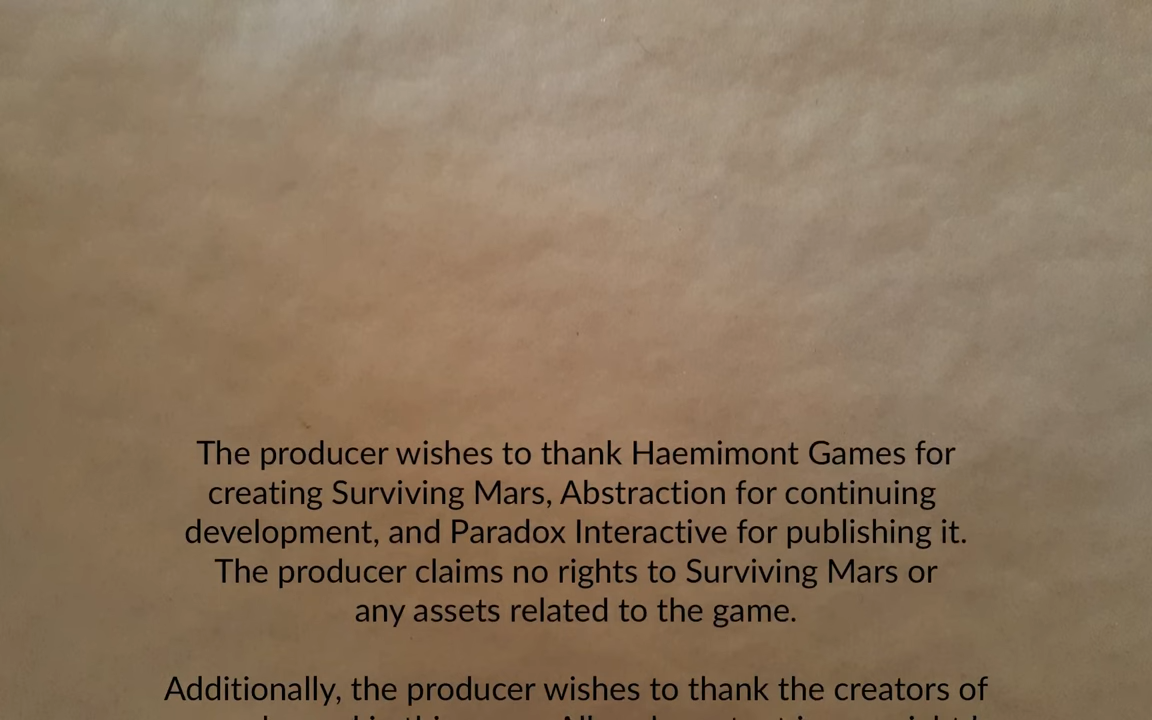 The producer wishes to thank Haemimont Games for
creating Surviving Mars, Abstraction for continuing
development, and Paradox Interactive for publishing it.
The producer claims no rights to Surviving Mars or
any assets related to the game.
Additionally, the producer wishes to thank the creators of